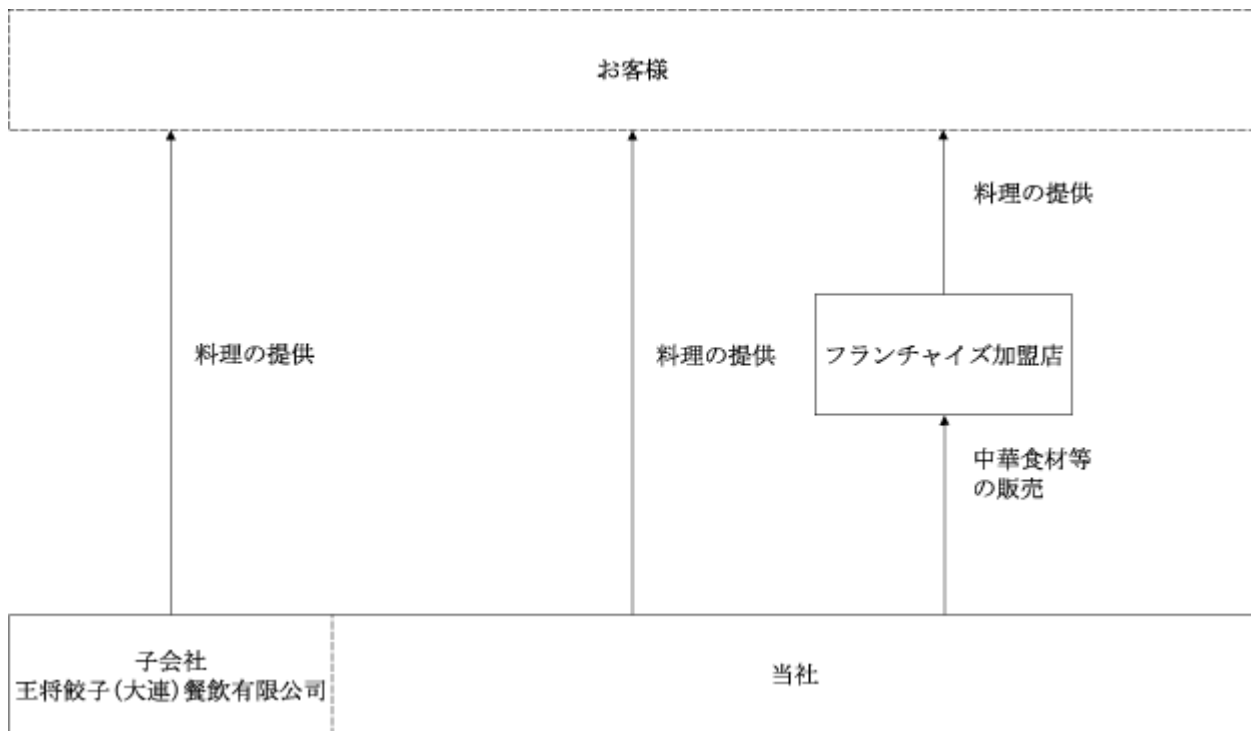 お客様
料理の提供
料理の提供
料理の提供
フランチャイズ加盟店
中華食材等
の販売
子会社
王将餃子(大連)餐飲有限公司
当社